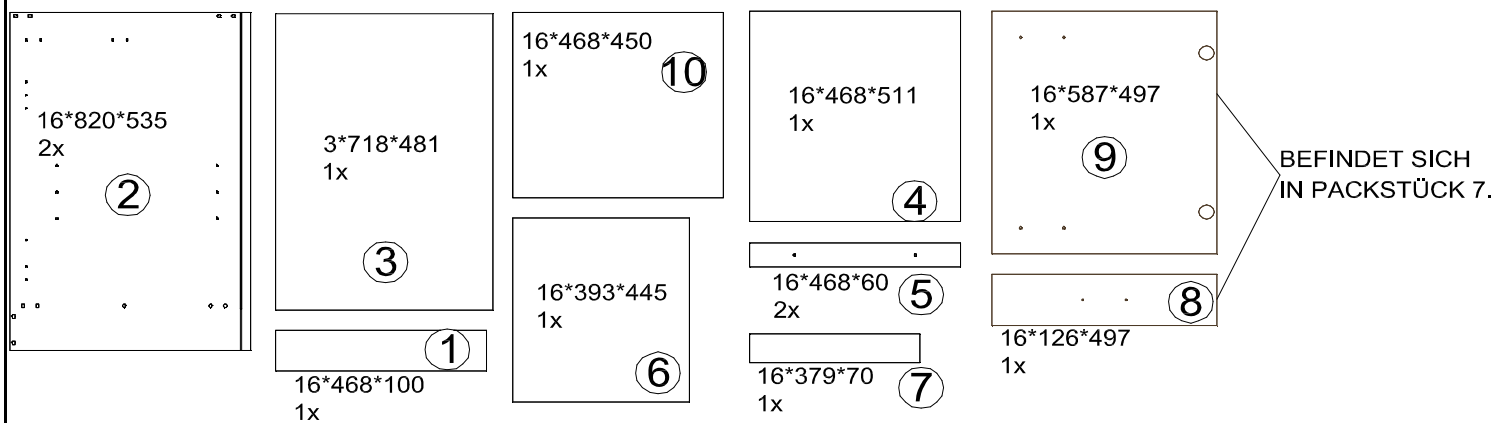 16*820*535
2x
2
3*718*481
1x
3
1
16*468*100
1x
16*468*450
1x
10
16*393*445
1x
6
16*468*511
1x
4
16*468*60
2x
5
16*379*70
1x
7
16*587*497
1x
9
8
16*126*497
1x
BEFINDET SICH
IN PACKSTÜCK 7.